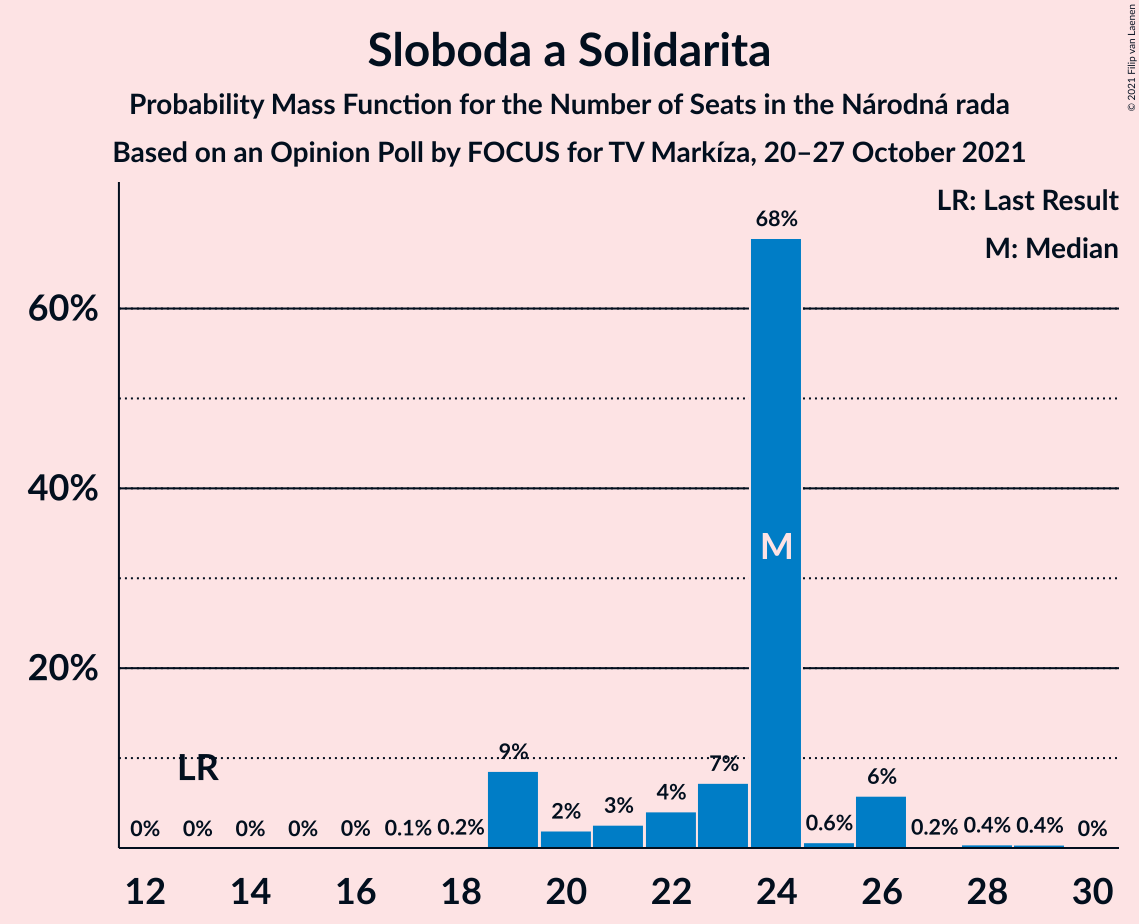 Sloboda a Solidarita
Probability Mass Function for the Number of Seats in the Národná rada
Based on an Opinion Poll by FOCUS for TV Markíza, 20–27 October 2021
© 2021 Filip van Laenen
LR: Last Result
M: Median
68%
60%
40%
M
20%
LR
9%
7%
6%
4%
3%
2%
0% 0% 0% 0% 0% 0.1% 0.2% 0.6% 0.2% 0.4% 0.4% 0%
12 14 16 18 20 22 24 26 28 30